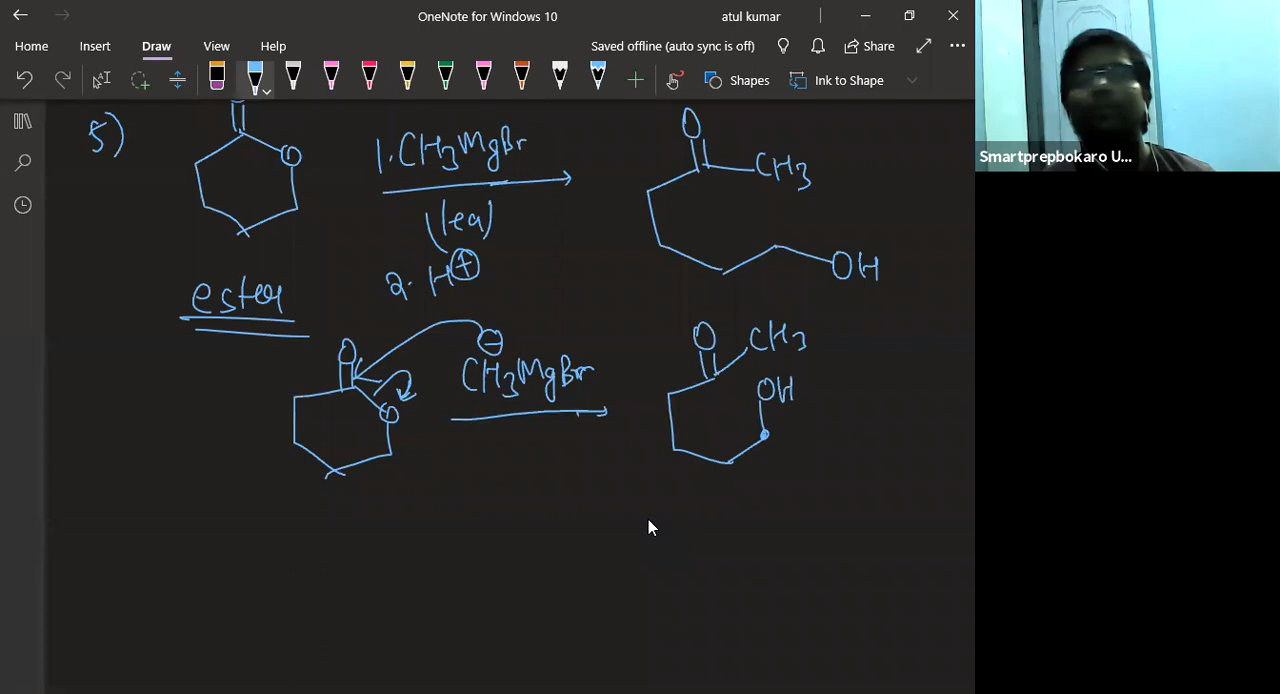 OneNote for Windows 10
atul kumar
Home Insert Draw View Help
Saved offline (auto sync is off)
Share
Shapes
Ink to Shape
Smartprepbokaro U...
5)
O
1. CH3MgBr
(1eq)
2. H⊕
O
CH3
OH
ester
O
O
⊖
CH3MgBr
O
CH3
OH